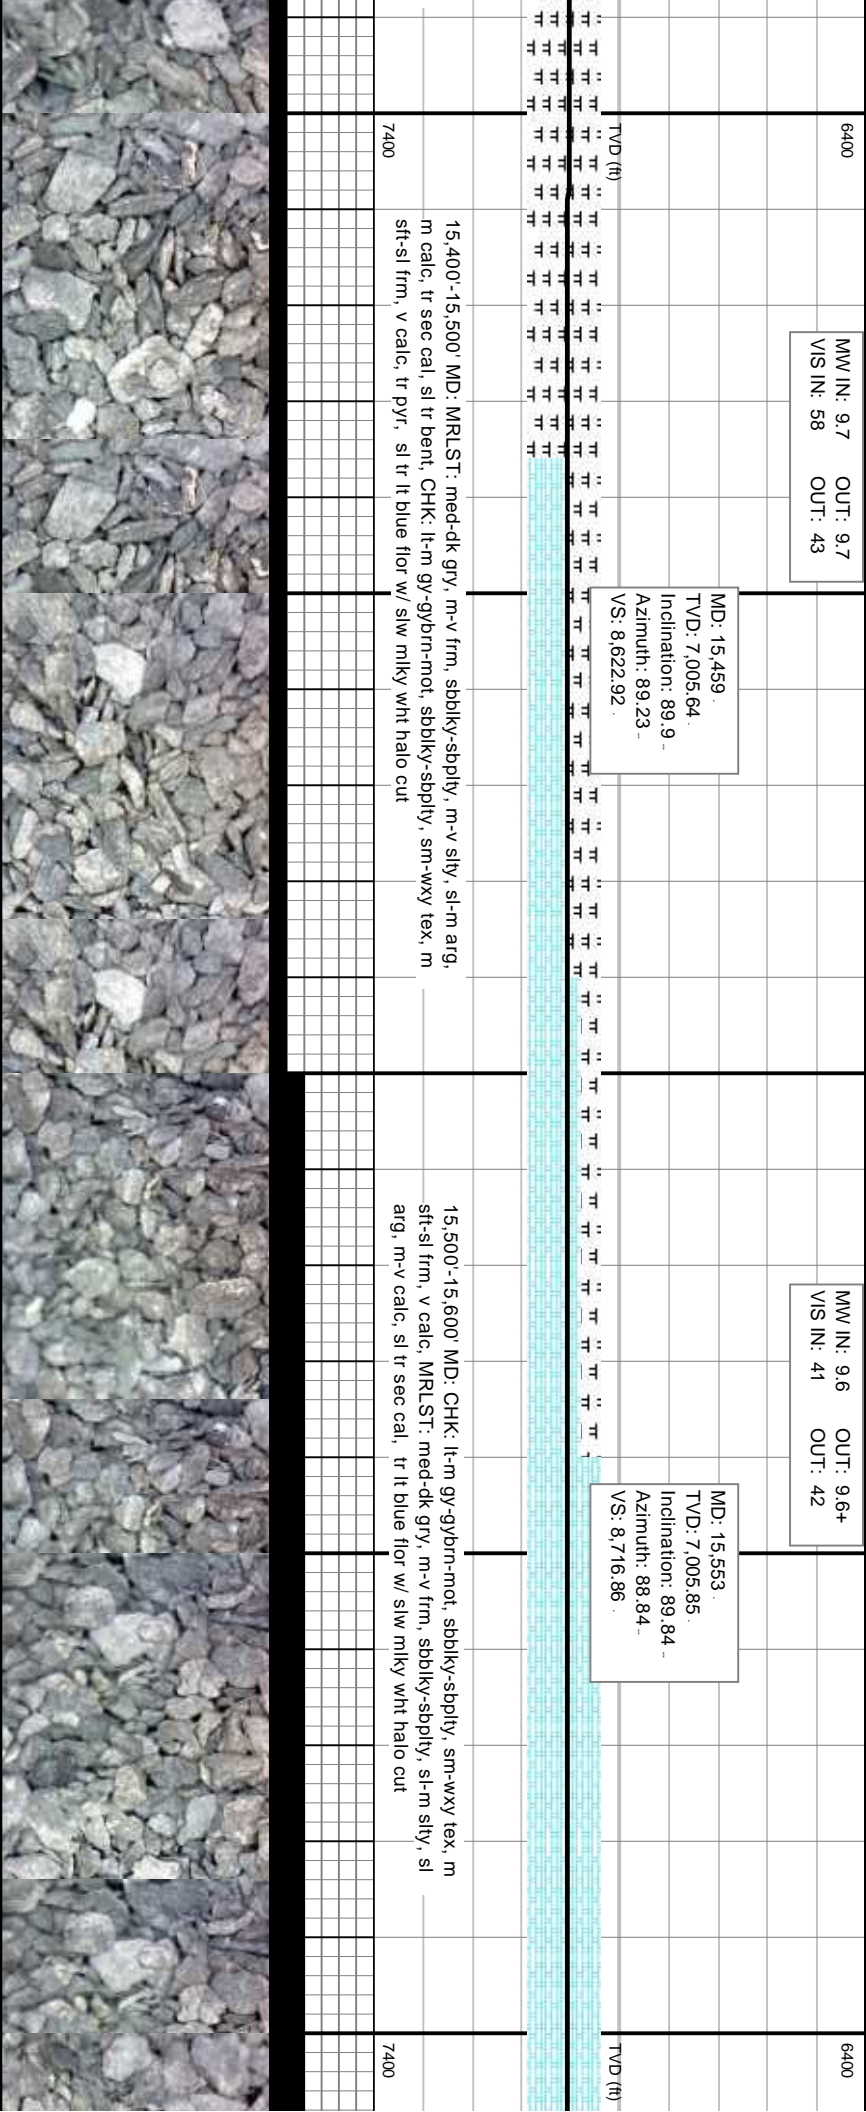 6400
TVD (ft)
7400
MW IN: 9.7 OUT: 9.7
VIS IN: 58 OUT: 43
MD: 15,459
TVD: 7,005.64
Inclination: 89.9
Azimuth: 89.23
VS: 8,622.92
15,400'-15,500' MD: MRLST: med-dk gry, m-v frm, sbblky-sbplty, m-v slty, sl-m arg,
m calc, tr sec cal, sl tr bent, CHK: lt-m gy-gybrn-mot, sbblky-sbplty, sm-wxy tex, m
sft-sl frm, v calc, tr pyr, sl tr lt blue flor w/ slw mlky wht halo cut
MW IN: 9.6 OUT: 9.6+
VIS IN: 41 OUT: 42
MD: 15,553
TVD: 7,005.85
Inclination: 89.84
Azimuth: 88.84
VS: 8,716.86
15,500'-15,600' MD: CHK: lt-m gy-gybrn-mot, sbblky-sbplty, sm-wxy tex, m
sft-sl frm, v calc, MRLST: med-dk gry, m-v frm, sbblky-sbplty, sl-m slty, sl
arg, m-v calc, sl tr sec cal, tr lt blue flor w/ slw mlky wht halo cut
6400
TVD (ft)
7400